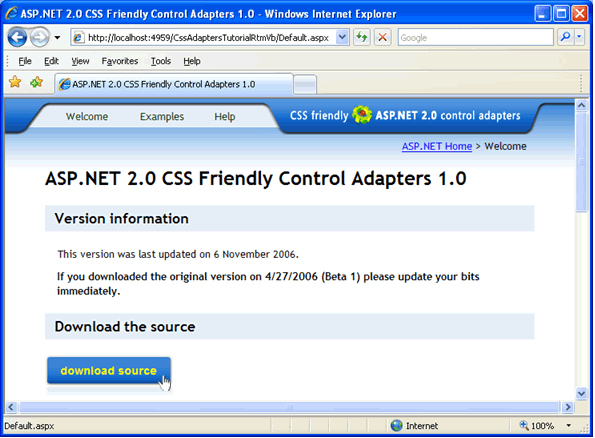 ASP.NET 2.0 CSS Friendly Control Adapters 1.0 - Windows Internet Explorer
http://localhost:4959/CssAdaptersTutorialRtmVb/Default.aspx
Google
File Edit View Favorites Tools Help
ASP.NET 2.0 CSS Friendly Control Adapters 1.0
Welcome Examples Help
CSS friendly ASP.NET 2.0 control adapters
ASP.NET Home > Welcome
ASP.NET 2.0 CSS Friendly Control Adapters 1.0
Version information
This version was last updated on 6 November 2006.
If you downloaded the original version on 4/27/2006 (Beta 1) please update your bits
immediately.
Download the source
download source
Default.aspx Internet 100%